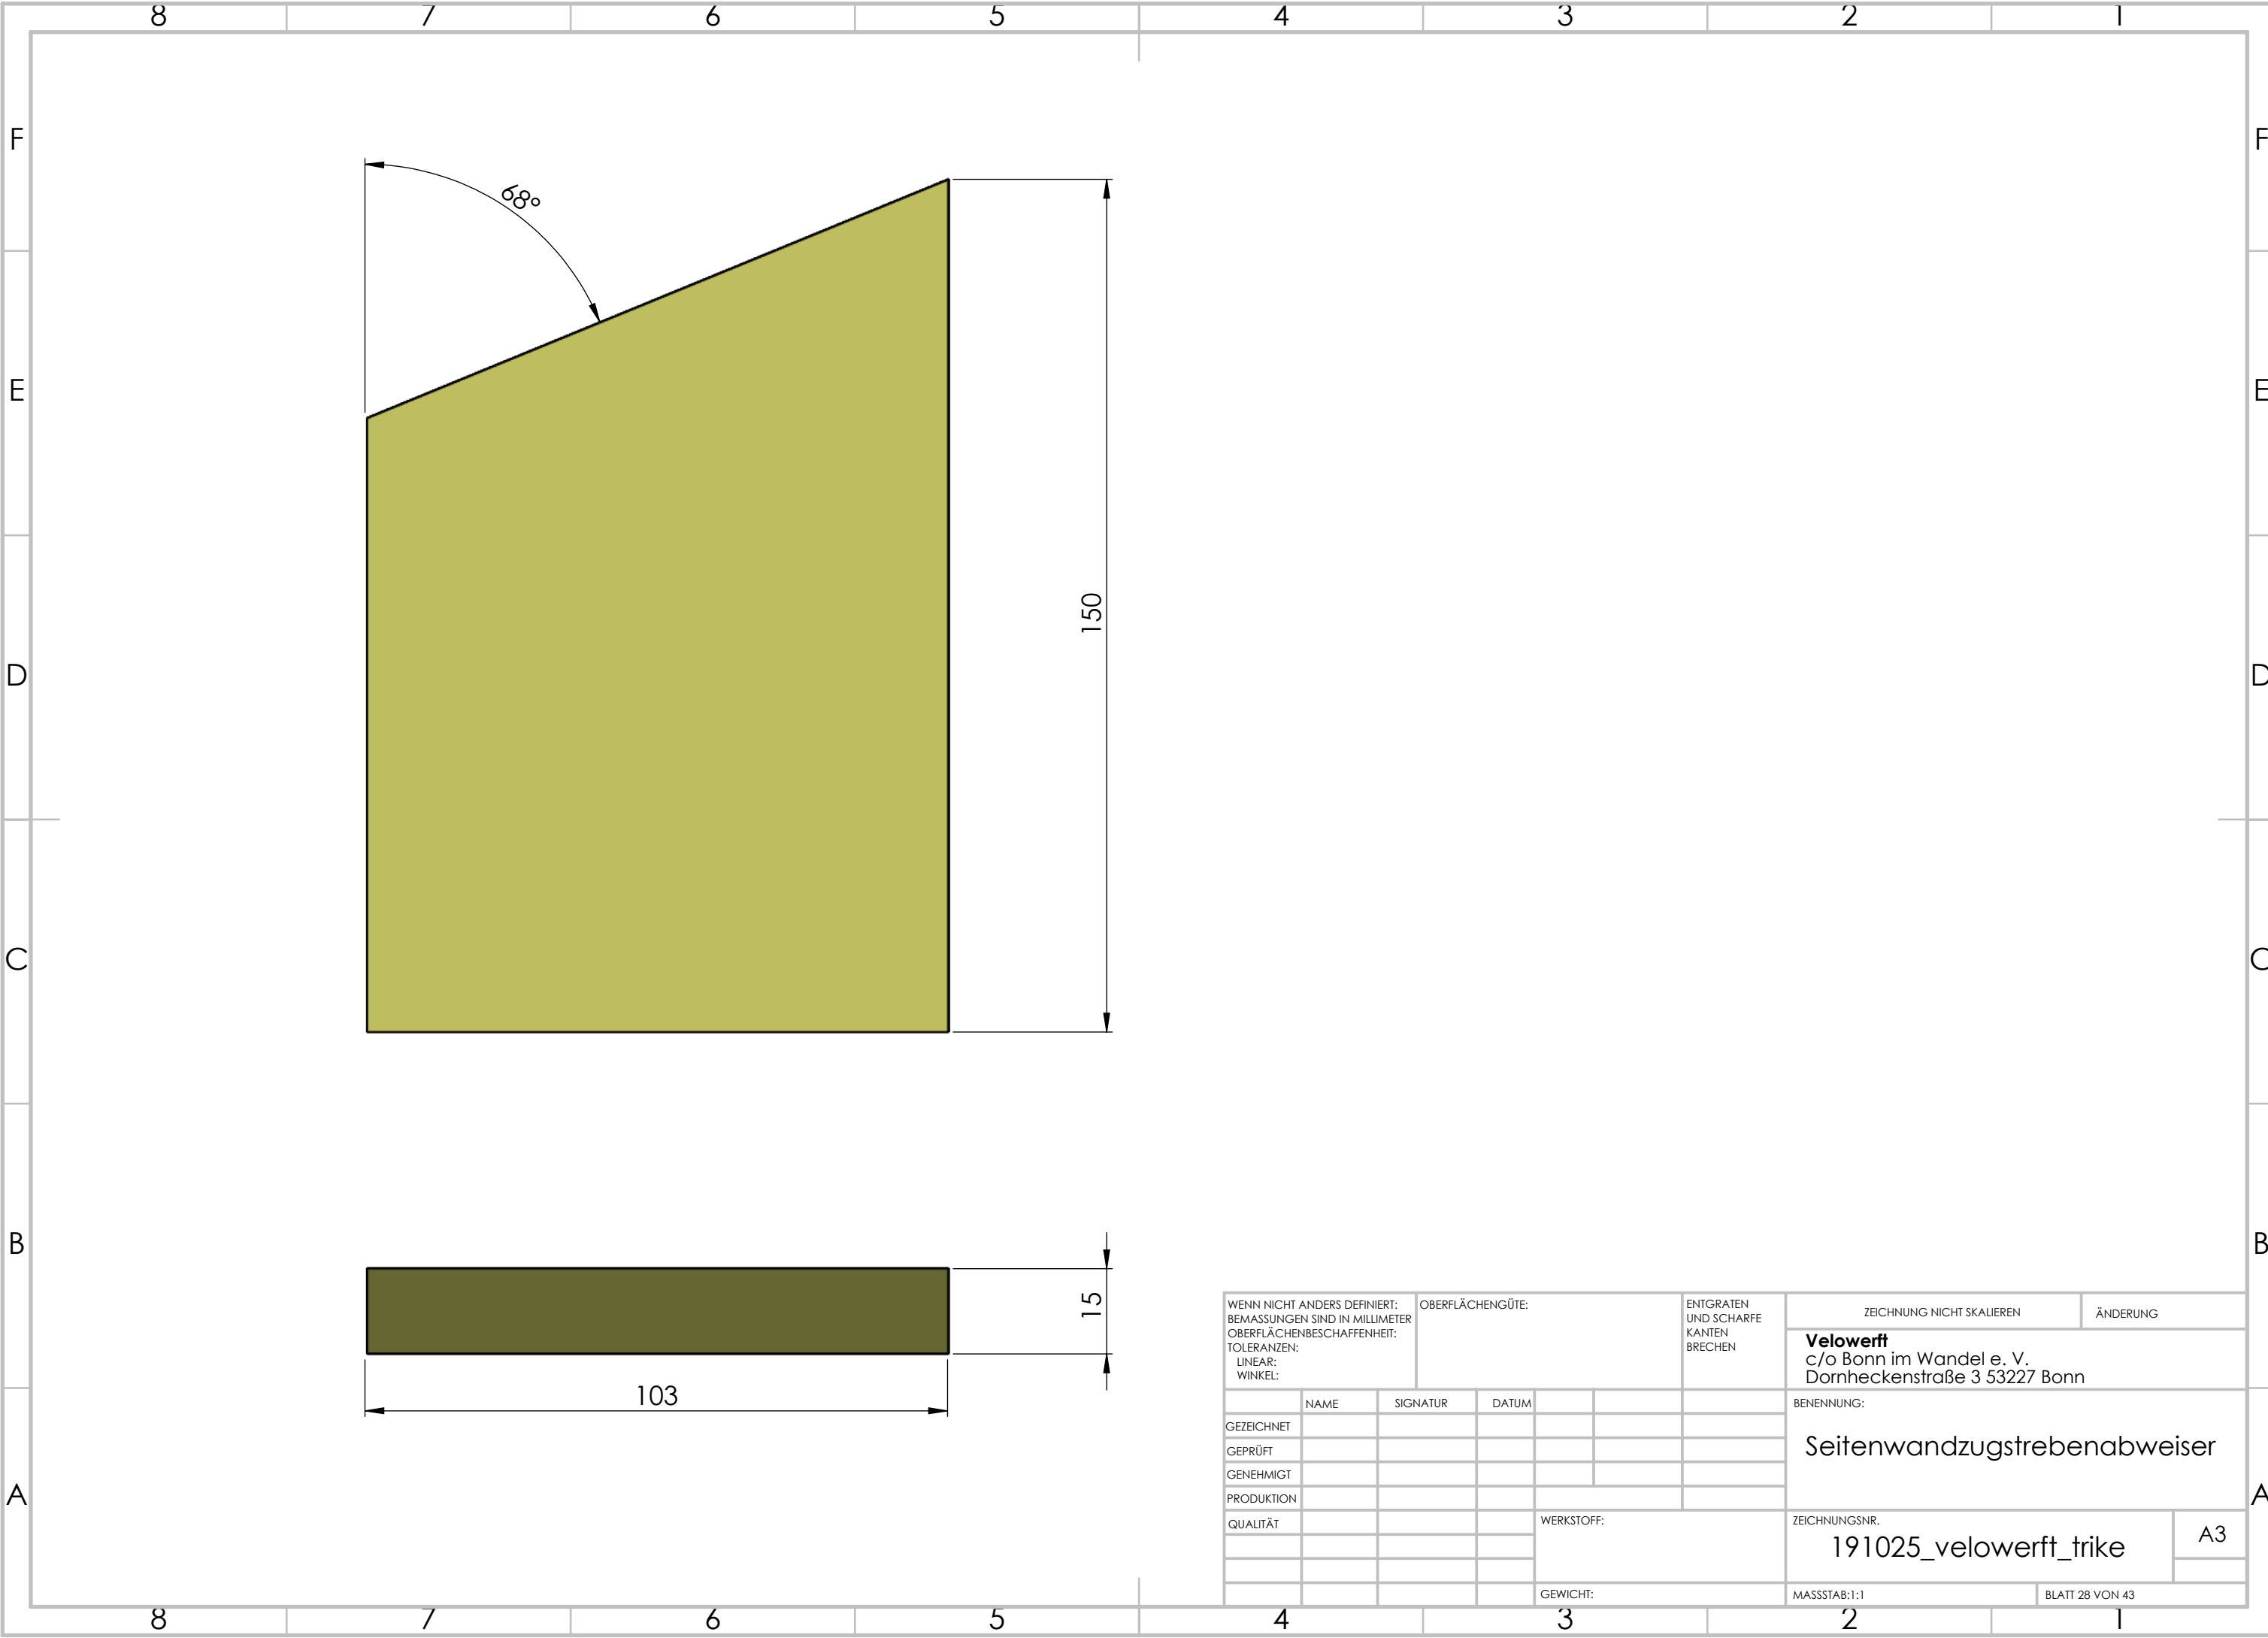 8 7 6 5 4 3 2 1
F F
68°
E E
150
D D
C C
B B
15
103
A A
WENN NICHT ANDERS DEFINIERT:
BEMASSUNGEN SIND IN MILLIMETER
OBERFLÄCHENBESCHAFFENHEIT:
TOLERANZEN:
LINEAR:
WINKEL:
OBERFLÄCHENGÜTE:
ENTGRATEN
UND SCHARFE
KANTEN
BRECHEN
ZEICHNUNG NICHT SKALIEREN
ÄNDERUNG
Velowerft
c/o Bonn im Wandel e. V.
Dornheckenstraße 3 53227 Bonn
NAME SIGNATUR DATUM
GEZEICHNET
GEPRÜFT
GENEHMIGT
PRODUKTION
QUALITÄT
BENENNUNG:
Seitenwandzugstrebenabweiser
WERKSTOFF:
ZEICHNUNGSNR.
191025_velowerft_trike
A3
GEWICHT:
MASSSTAB:1:1
BLATT 28 VON 43
8 7 6 5 4 3 2 1